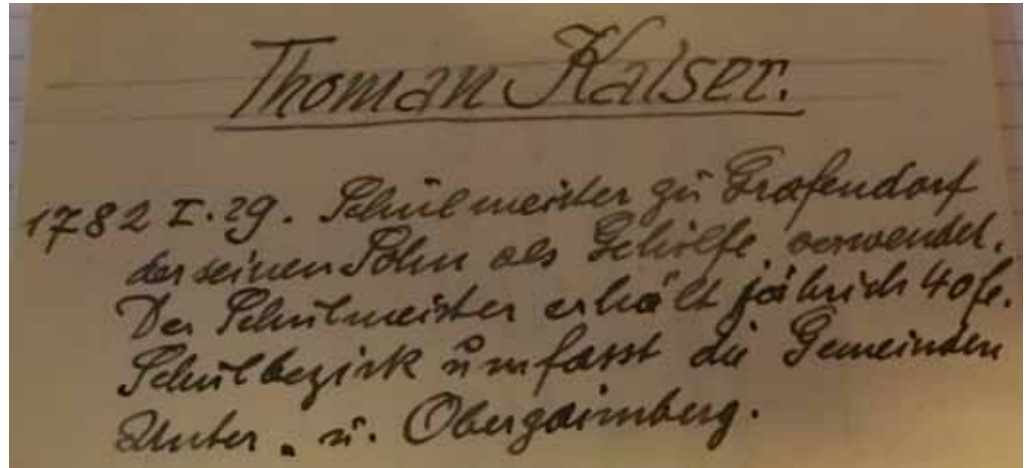 Thoman Kalser.
1782 I. 29. Schulmeister zu Grafendorf
der seinen Sohn als Gehilfe verwendet.
Der Schulmeister erhält jährich 40 fl.
Schulbezirk umfasst die Gemeinden
Unter- u. Obergaimberg.